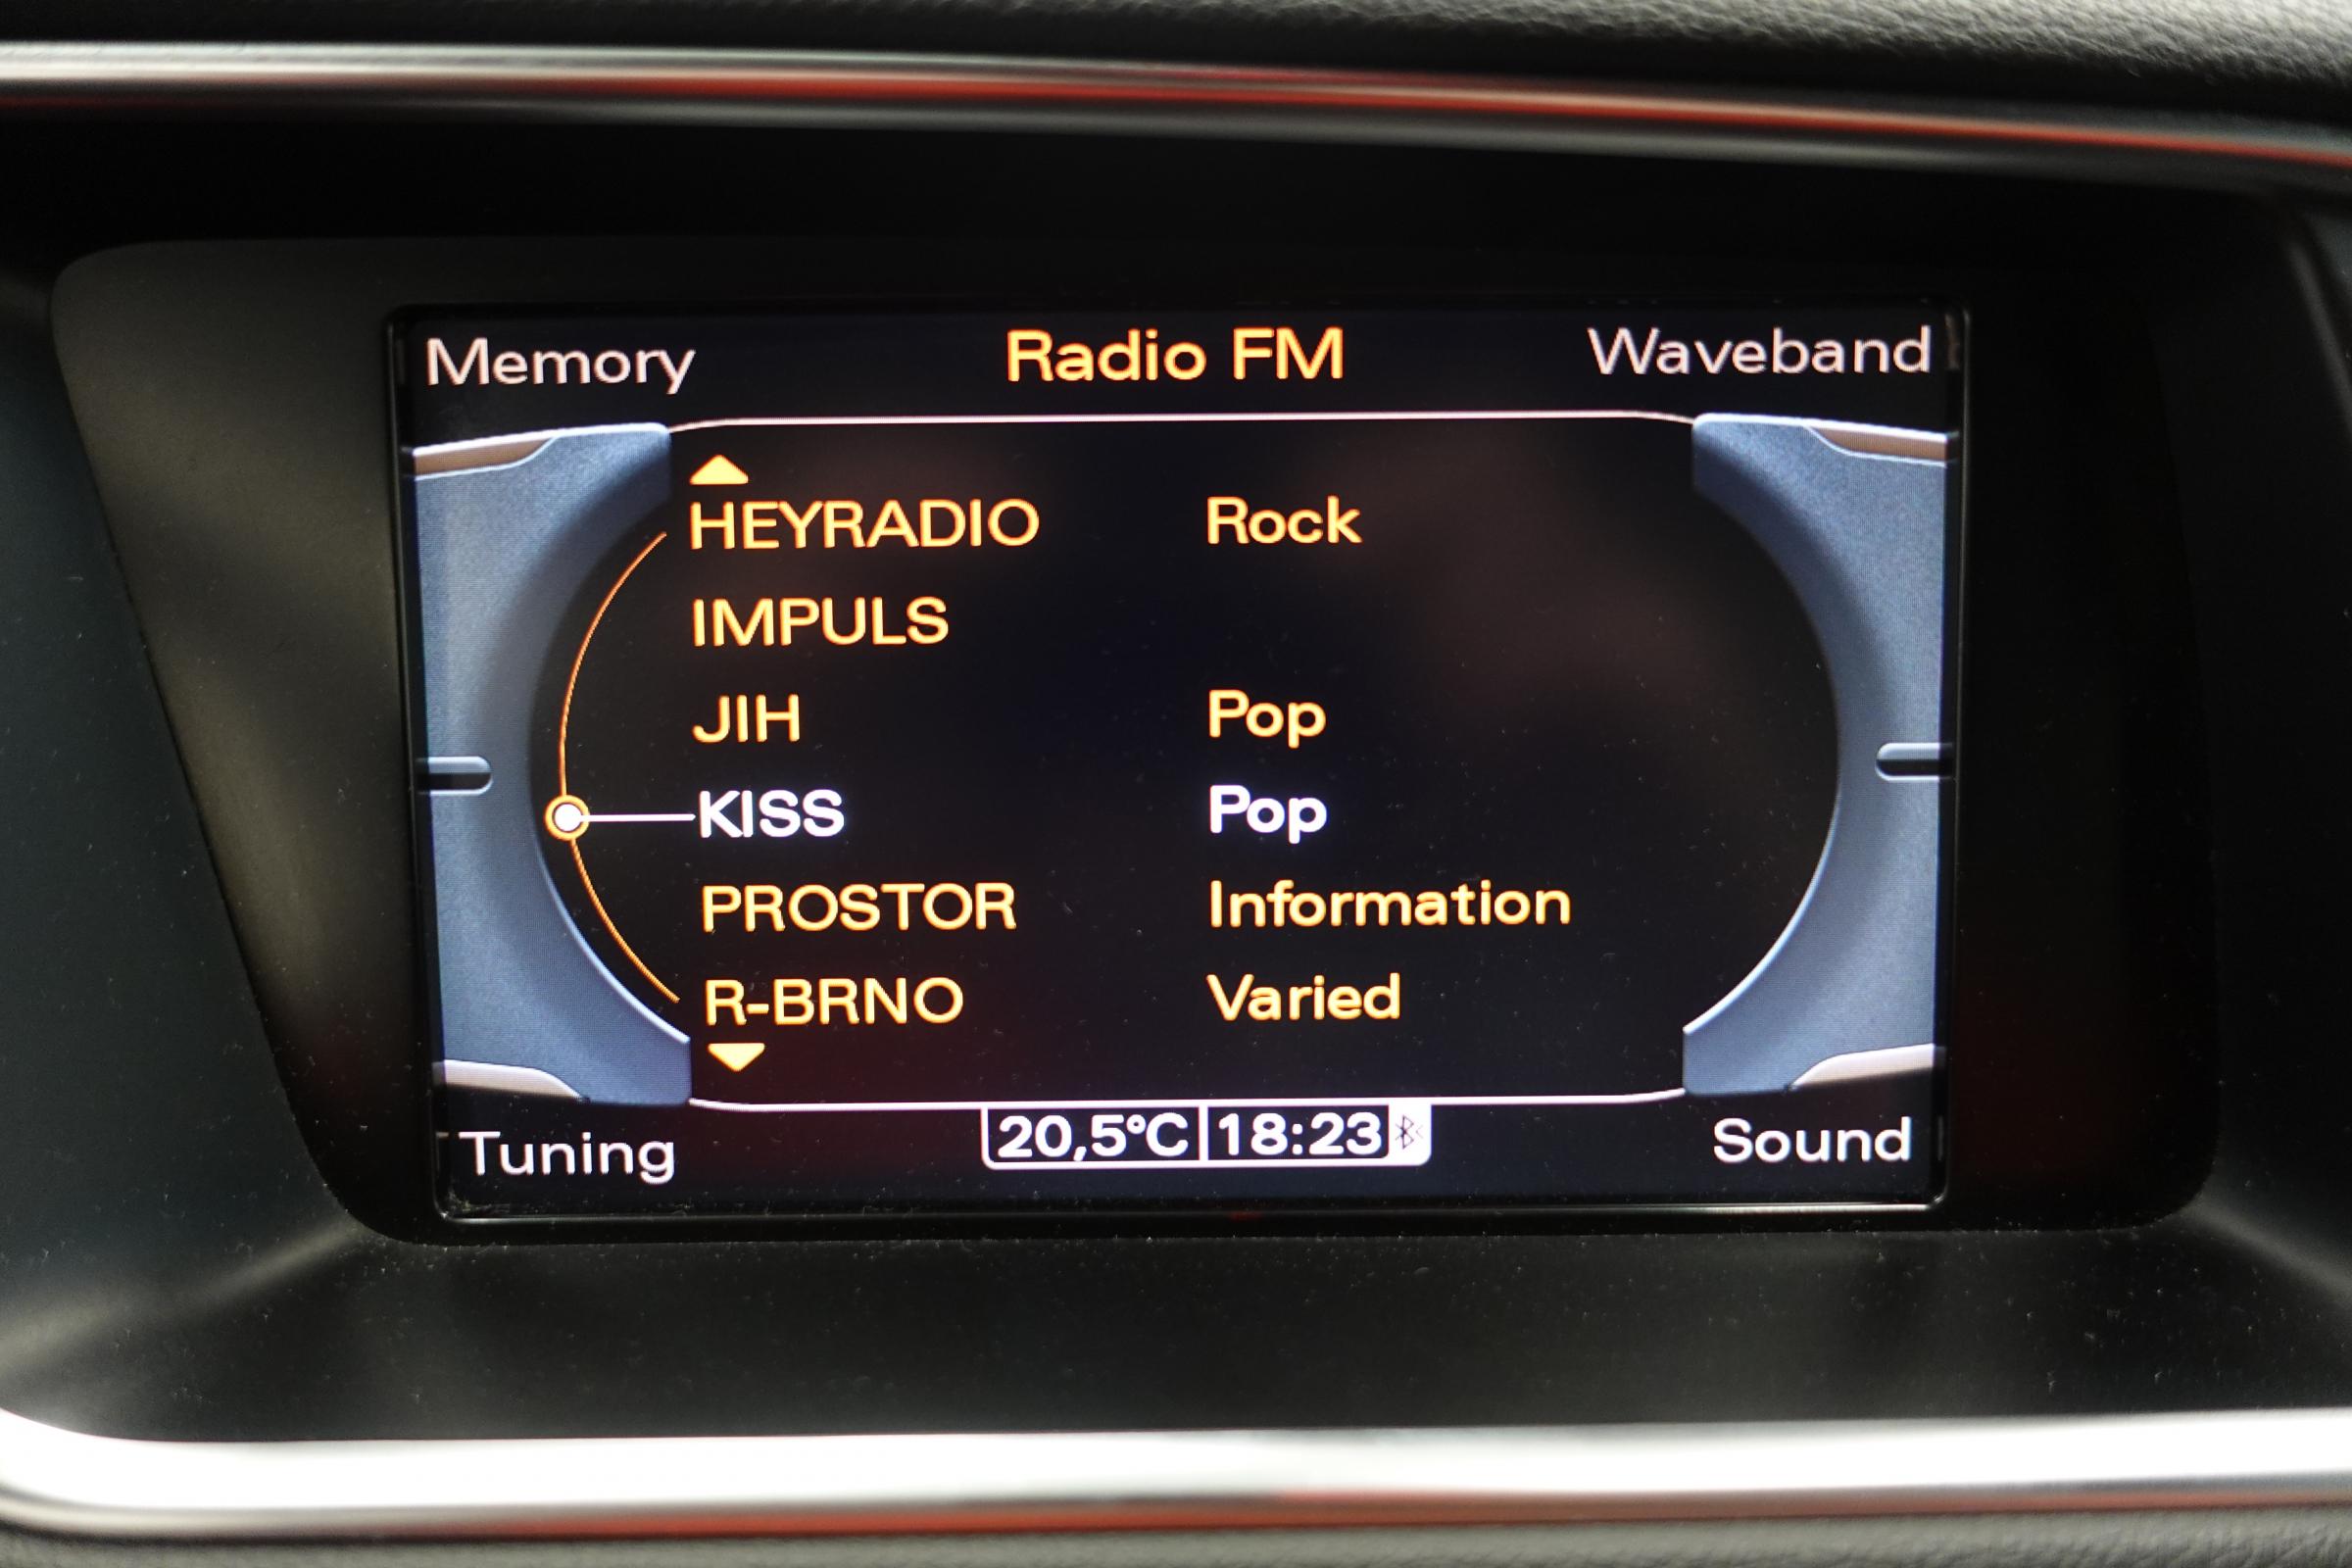 Memory Radio FM Waveband
HEYRADIO Rock
IMPULS
JIH Pop
KISS Pop
PROSTOR Information
R-BRNO Varied
Tuning 20,5°C 18:23 Sound